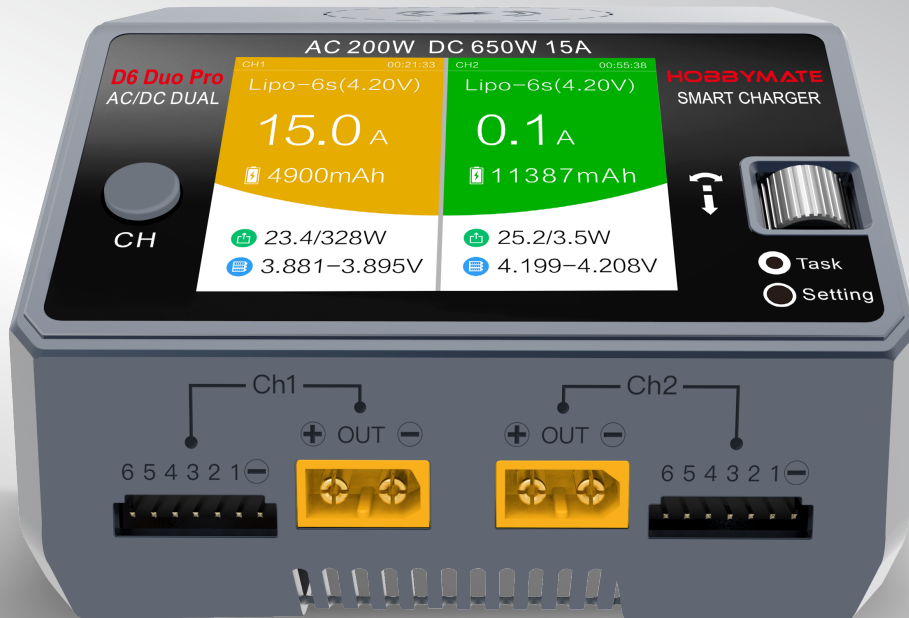 AC 200W DC 650W 15A
D6 Duo Pro
AC/DC DUAL
CH1 00:21:33
Lipo-6s(4.20V)
15.0 A
4900mAh
23.4/328W
3.881-3.895V
CH2 00:55:38
Lipo-6s(4.20V)
0.1 A
11387mAh
25.2/3.5W
4.199-4.208V
HOBBYMATE
SMART CHARGER
CH
Task
Setting
Ch1
+ OUT -
6 5 4 3 2 1 -
Ch2
+ OUT -
6 5 4 3 2 1 -